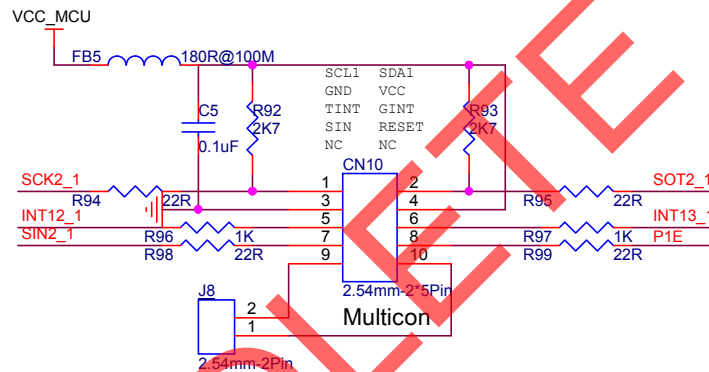 VCC_MCU
FB5 180R@100M
SCL1 SDA1
GND VCC
TINT GINT
SIN RESET
NC NC
C5
0.1uF
R92
2K7
R93
2K7
CN10
SCK2_1
R94 22R
1 2
R95 22R
SOT2_1
3 4
INT12_1
R96 1K
5 6
R97 1K
INT13_1
SIN2_1
R98 22R
7 8
R99 22R
P1E
9 10
2.54mm-2*5Pin
Multicon
J8
2
1
2.54mm-2Pin
OLETE